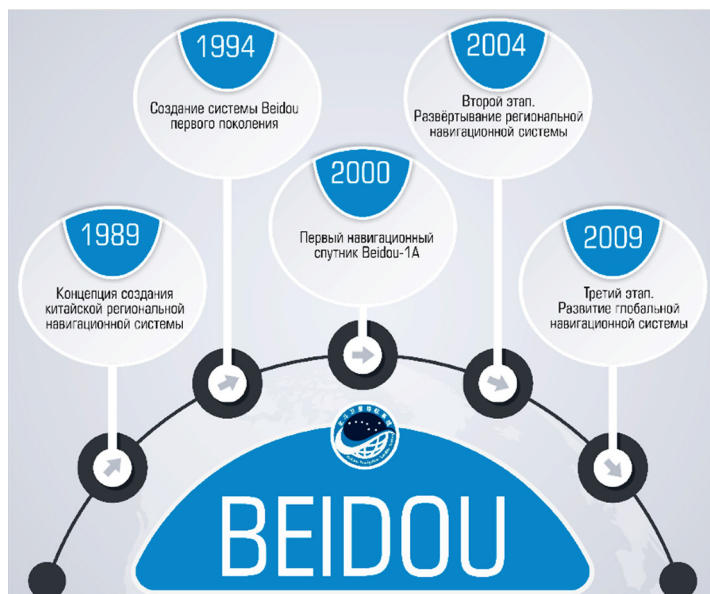 1989
Концепция создания
китайской региональной
навигационной системы
1994
Создание системы Beidou
первого поколения
2000
Первый навигационный
спутник Beidou-1A
2004
Второй этап.
Развёртывание региональной
навигационной системы
2009
Третий этап.
Развитие глобальной
навигационной системы
BEIDOU